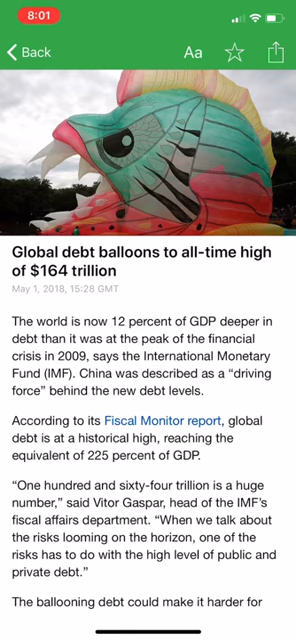 8:01
Back
Aa
Global debt balloons to all-time high
of $164 trillion
May 1, 2018, 15:28 GMT
The world is now 12 percent of GDP deeper in
debt than it was at the peak of the financial
crisis in 2009, says the International Monetary
Fund (IMF). China was described as a “driving
force” behind the new debt levels.
According to its Fiscal Monitor report, global
debt is at a historical high, reaching the
equivalent of 225 percent of GDP.
“One hundred and sixty-four trillion is a huge
number,” said Vitor Gaspar, head of the IMF’s
fiscal affairs department. “When we talk about
the risks looming on the horizon, one of the
risks has to do with the high level of public and
private debt.”
The ballooning debt could make it harder for